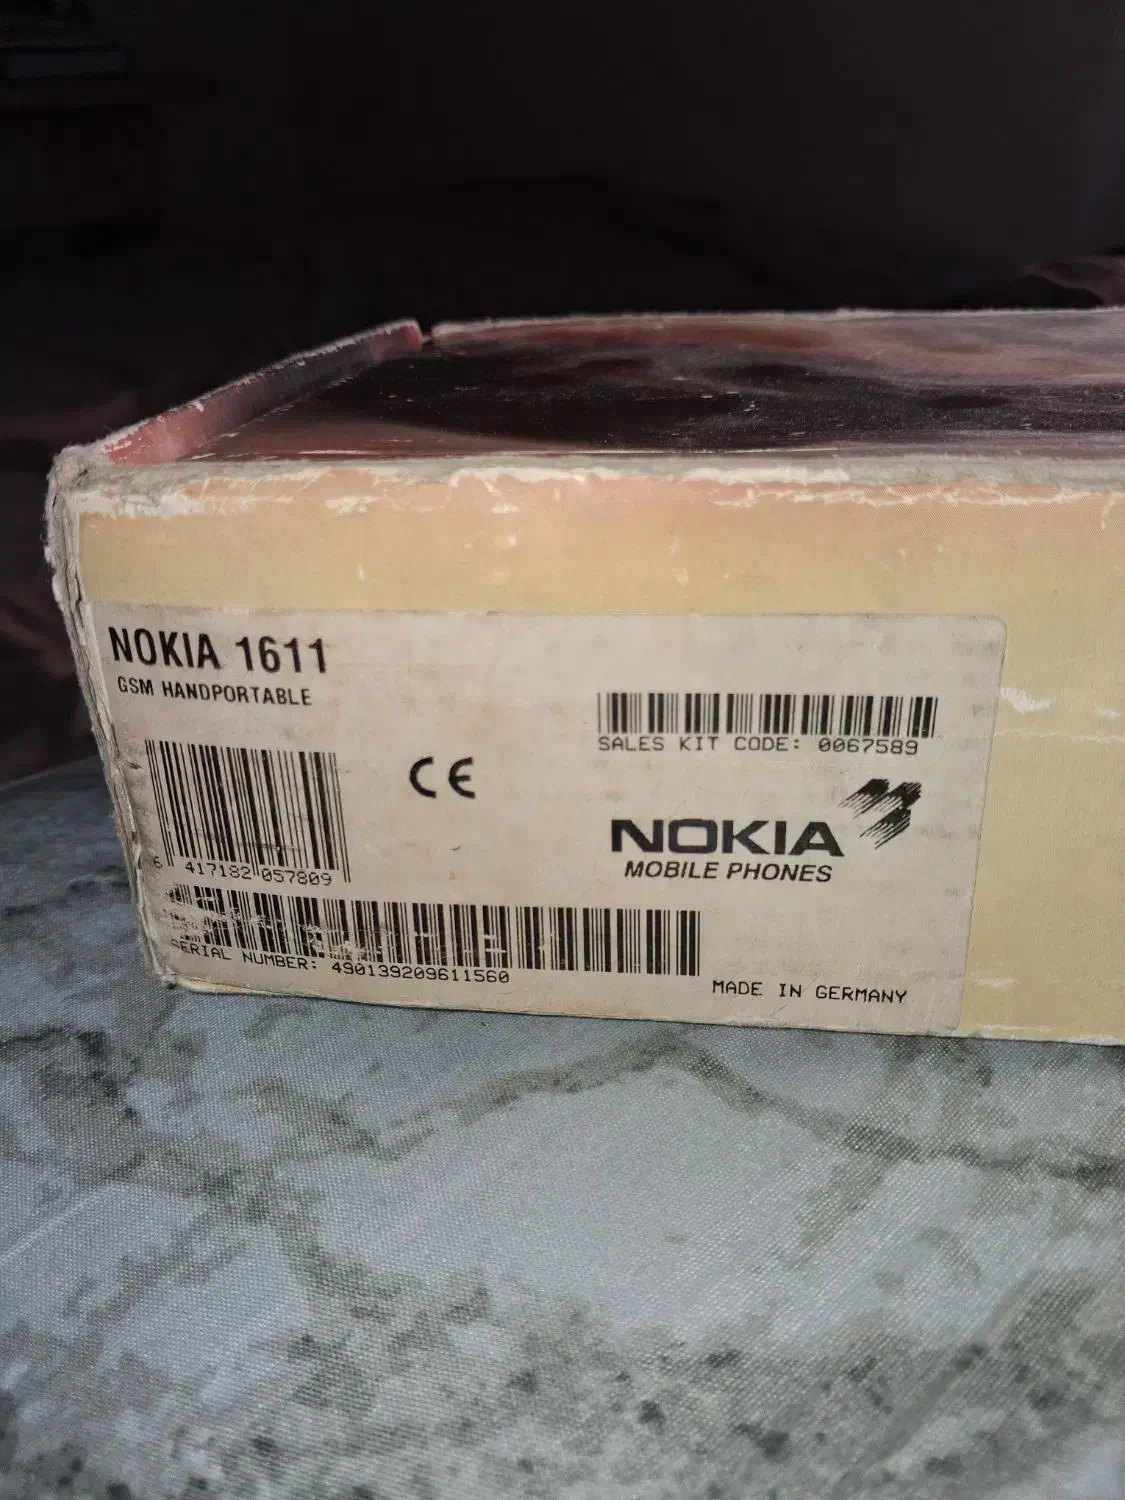 NOKIA 1611
GSM HANDPORTABLE
SALES KIT CODE: 0067589
CE
NOKIA
MOBILE PHONES
6 417182 057809
SERIAL NUMBER: 490139209611560
MADE IN GERMANY